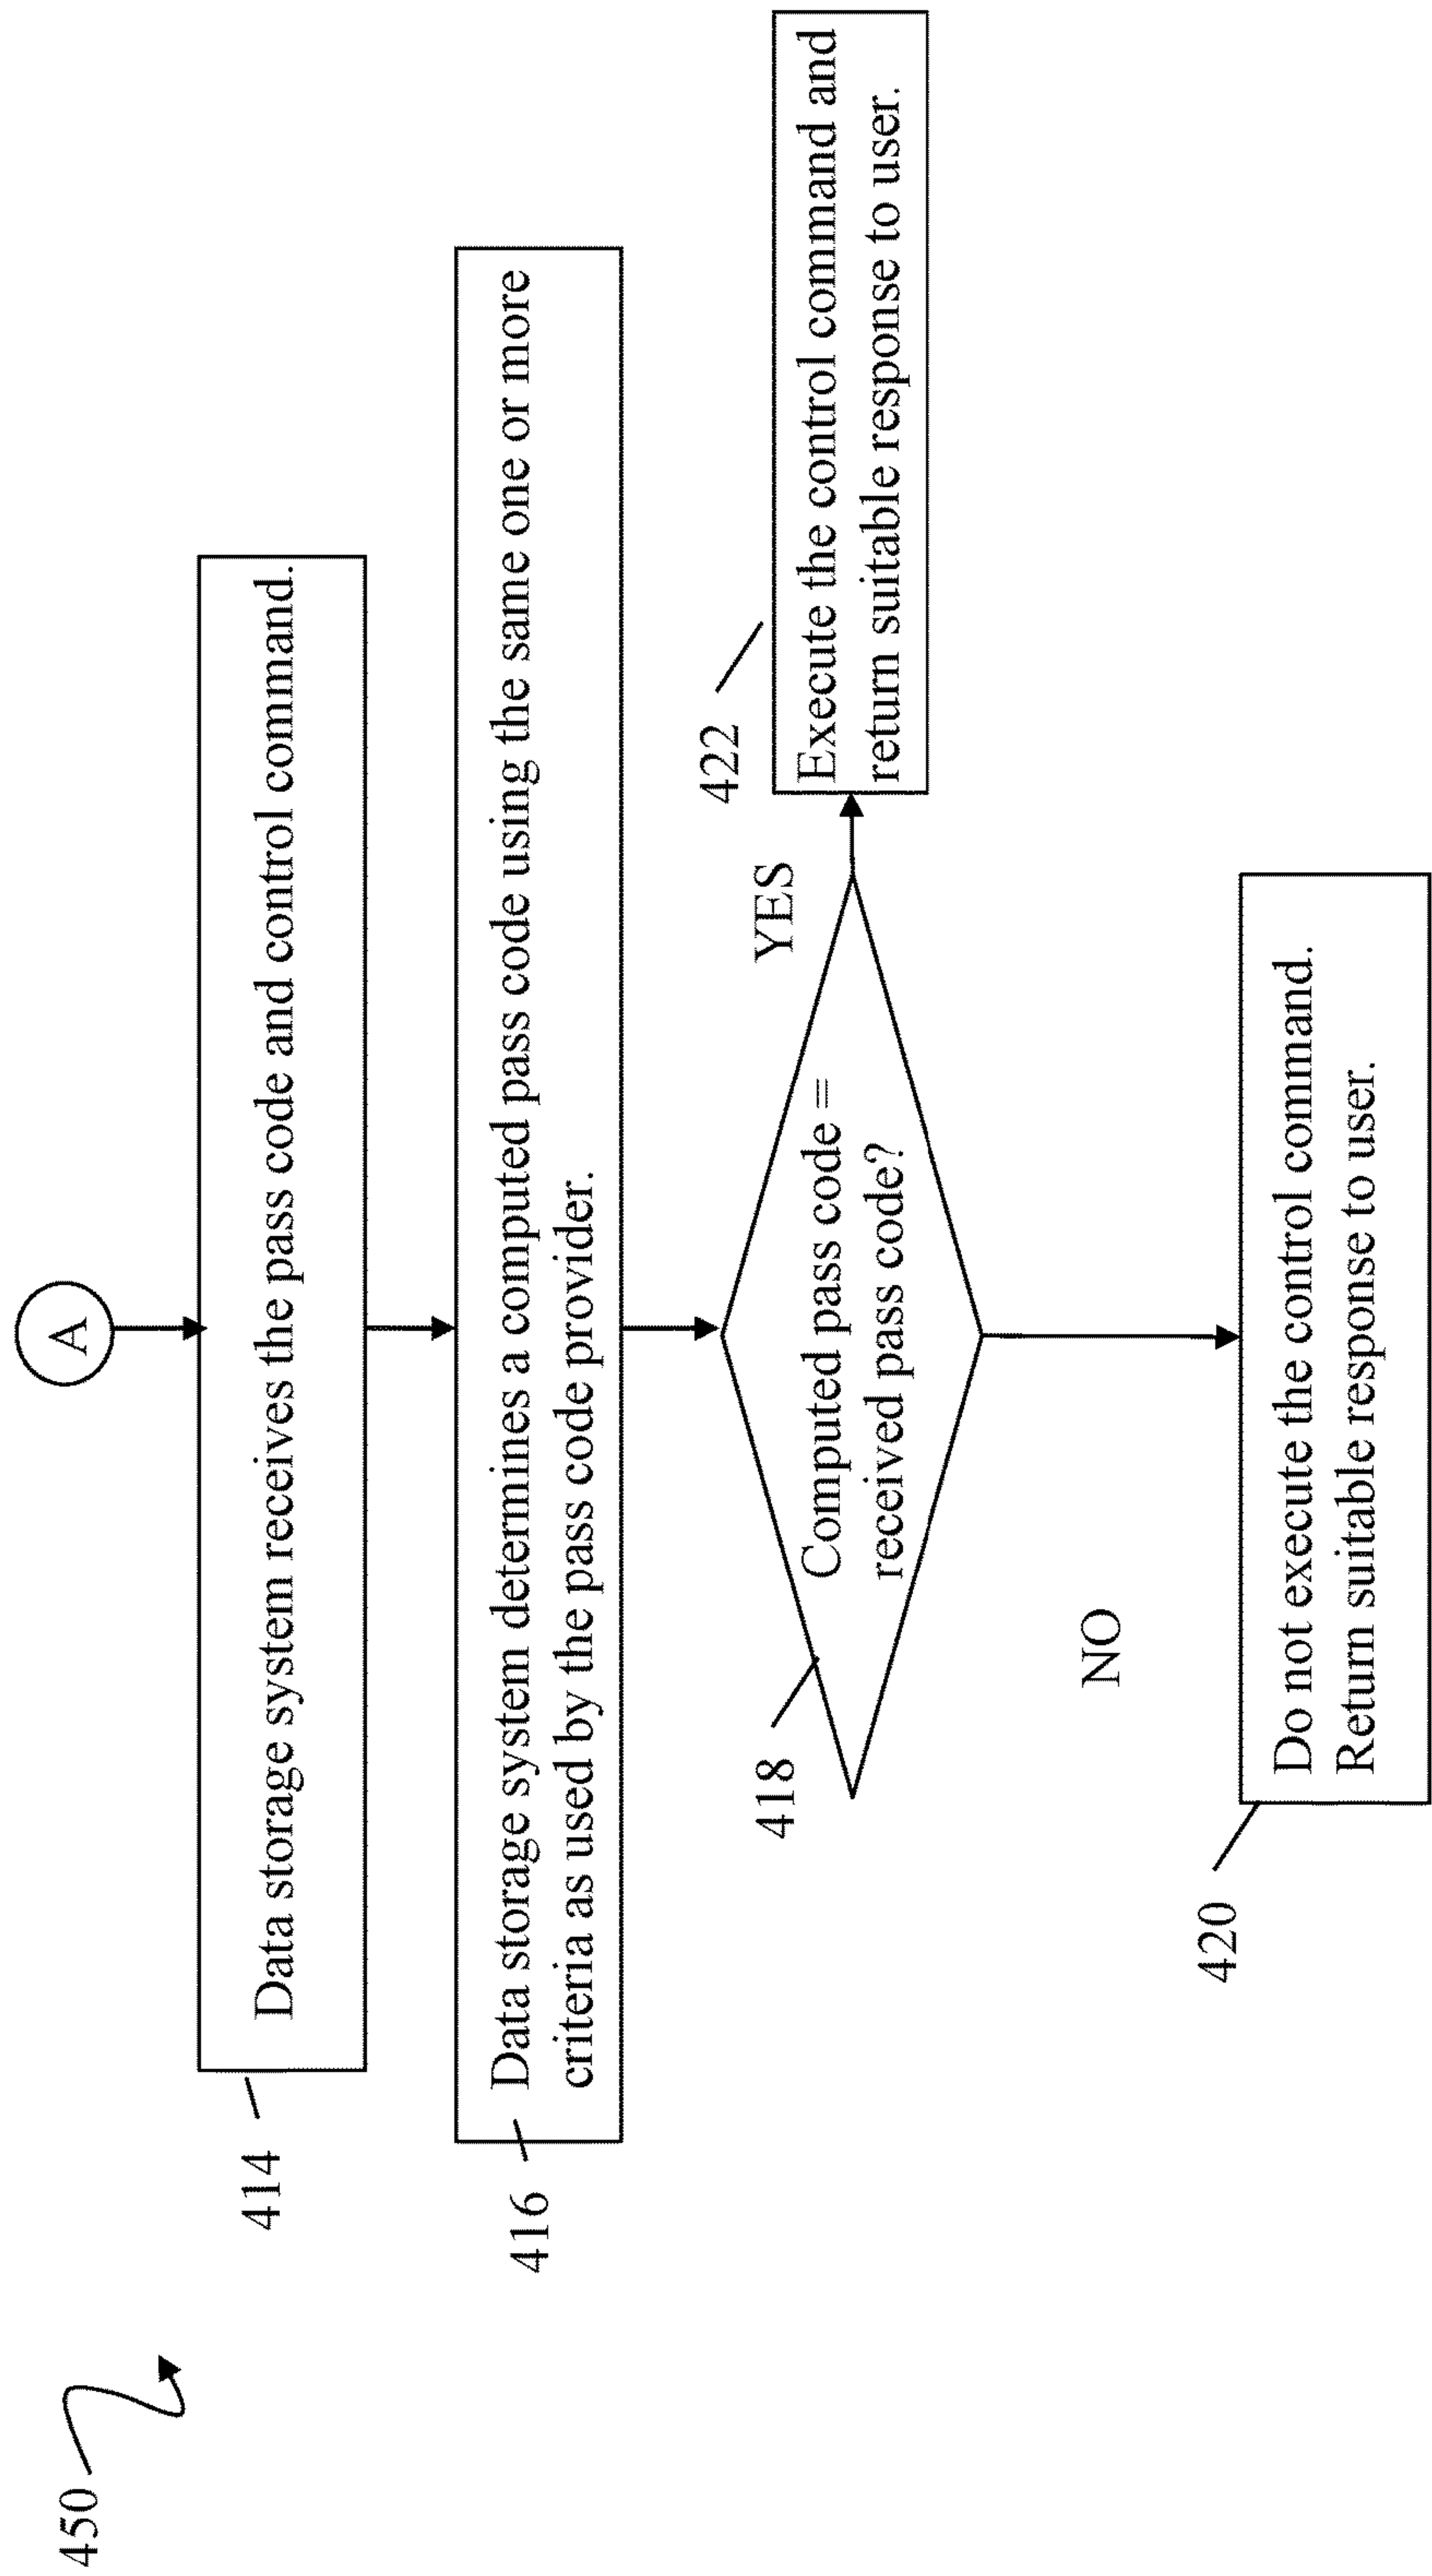 450
A
414
Data storage system receives the pass code and control command.
416
Data storage system determines a computed pass code using the same one or more
criteria as used by the pass code provider.
418
Computed pass code =
received pass code?
YES
422
Execute the control command and
return suitable response to user.
NO
420
Do not execute the control command.
Return suitable response to user.